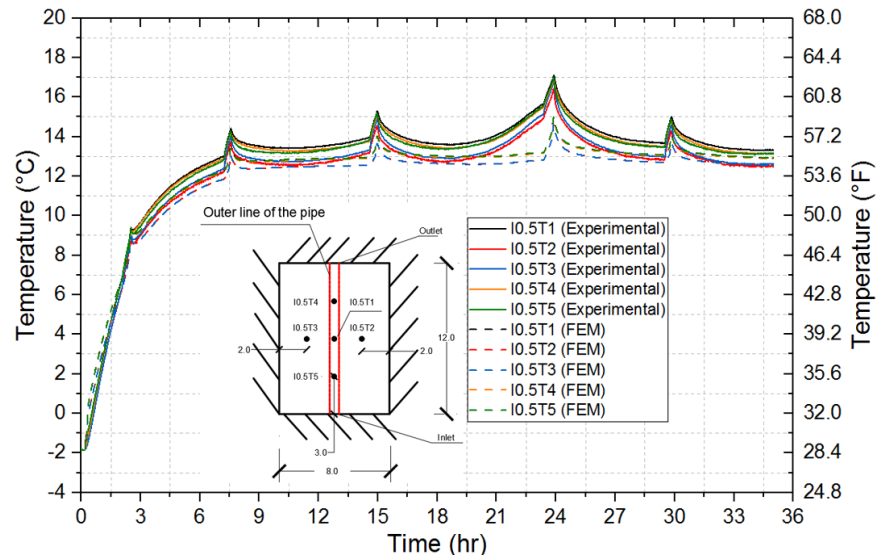 20
18
16
14
12
10
8
6
4
2
0
-2
-4
Temperature (°C)
68.0
64.4
60.8
57.2
53.6
50.0
46.4
42.8
39.2
35.6
32.0
28.4
24.8
Temperature (°F)
0 3 6 9 12 15 18 21 24 27 30 33 36
Time (hr)
Outer line of the pipe
Outlet
I0.5T4 I0.5T1
I0.5T3 I0.5T2
2.0 2.0
I0.5T5
12.0
Inlet
3.0
8.0
I0.5T1 (Experimental)
I0.5T2 (Experimental)
I0.5T3 (Experimental)
I0.5T4 (Experimental)
I0.5T5 (Experimental)
I0.5T1 (FEM)
I0.5T2 (FEM)
I0.5T3 (FEM)
I0.5T4 (FEM)
I0.5T5 (FEM)